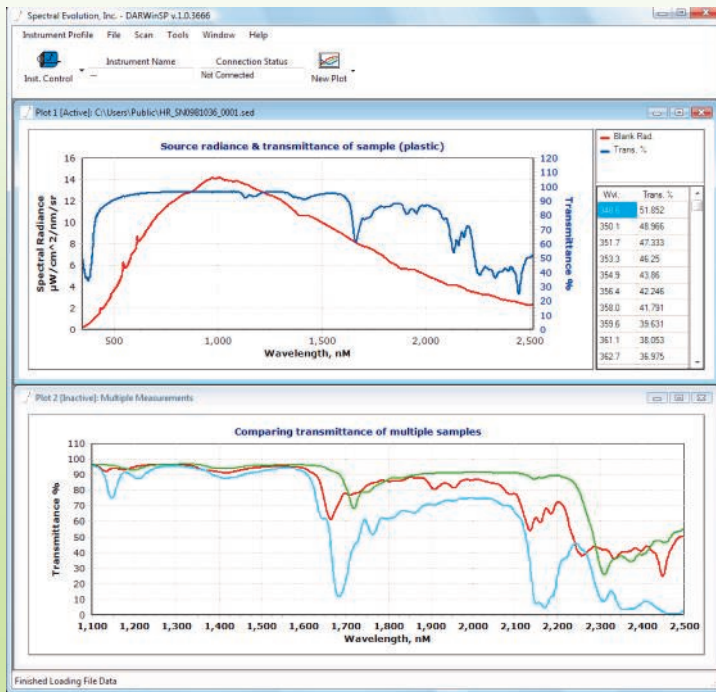 Spectral Evolution, Inc. - DARWinSP v.1.0.3666
Instrument Profile File Scan Tools Window Help
Inst. Control
Instrument Name
---
Connection Status
Not Connected
New Plot
Plot 1 [Active]: C:\Users\Public\HR_SN0981036_0001.sed
Source radiance & transmittance of sample (plastic)
Spectral Radiance
µW/cm^2/nm/sr
16
14
12
10
8
6
4
2
0
120
110
100
90
80
70
60
50
40
30
20
10
0
Transmittance %
500 1,000 1,500 2,000 2,500
Wavelength, nM
Blank Rad.
Trans. %
Wvl. Trans. %
51.852
350.1 48.966
351.7 47.333
353.3 46.25
354.9 43.86
356.4 42.246
358.0 41.791
359.6 39.631
361.1 38.053
362.7 36.975
Plot 2 [Inactive]: Multiple Measurements
Comparing transmittance of multiple samples
Transmittance %
110
100
90
80
70
60
50
40
30
20
10
0
1,100 1,200 1,300 1,400 1,500 1,600 1,700 1,800 1,900 2,000 2,100 2,200 2,300 2,400 2,500
Wavelength, nM
Finished Loading File Data